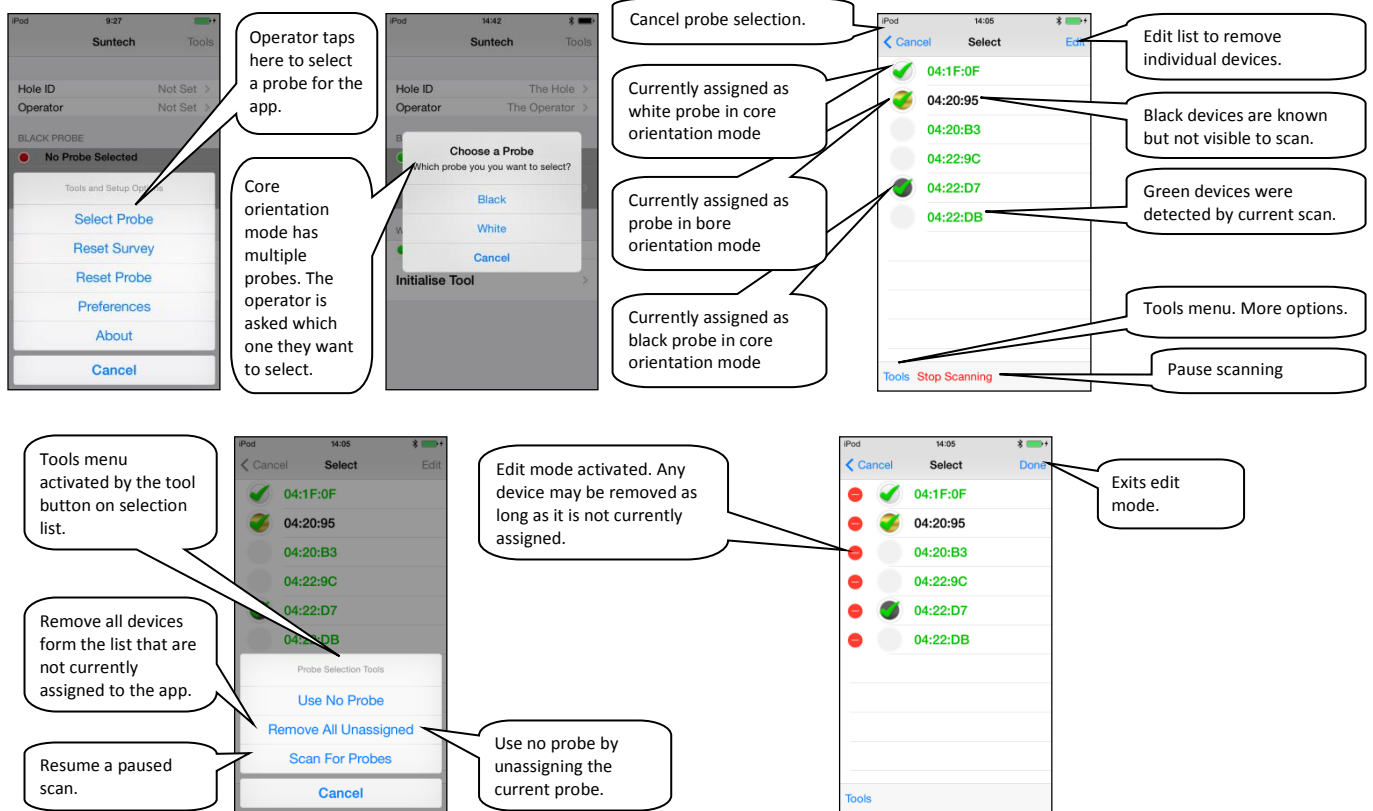 iPod 9:27
Suntech Tools
Hole ID Not Set >
Operator Not Set >
BLACK PROBE
No Probe Selected
Tools and Setup Options
Select Probe
Reset Survey
Reset Probe
Preferences
About
Cancel
Operator taps
here to select
a probe for the
app.
Core
orientation
mode has
multiple
probes. The
operator is
asked which
one they want
to select.
iPod 14:42
Suntech Tools
Hole ID The Hole >
Operator The Operator >
B
Choose a Probe
Which probe you you want to select?
Black
White
Cancel
W
Initialise Tool >
Cancel probe selection.
Currently assigned as
white probe in core
orientation mode
Currently assigned as
probe in bore
orientation mode
Currently assigned as
black probe in core
orientation mode
iPod 14:05
Cancel Select Edit
04:1F:0F
04:20:95
04:20:B3
04:22:9C
04:22:D7
04:22:DB
Tools Stop Scanning
Edit list to remove
individual devices.
Black devices are known
but not visible to scan.
Green devices were
detected by current scan.
Tools menu. More options.
Pause scanning
Tools menu
activated by the tool
button on selection
list.
Remove all devices
form the list that are
not currently
assigned to the app.
Resume a paused
scan.
iPod 14:05
Cancel Select Edit
04:1F:0F
04:20:95
04:20:B3
04:22:9C
04:22:D7
04:22:DB
Probe Selection Tools
Use No Probe
Remove All Unassigned
Scan For Probes
Cancel
Use no probe by
unassigning the
current probe.
Edit mode activated. Any
device may be removed as
long as it is not currently
assigned.
iPod 14:05
Cancel Select Done
04:1F:0F
04:20:95
04:20:B3
04:22:9C
04:22:D7
04:22:DB
Tools
Exits edit
mode.